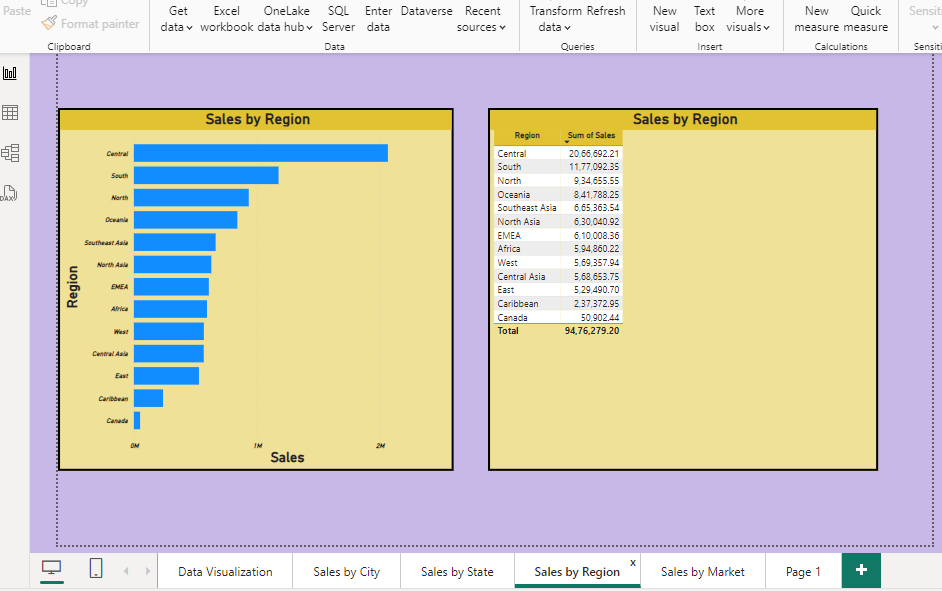 Paste
Copy
Format painter
Clipboard
Get data
Excel workbook
OneLake data hub
SQL Server
Enter data
Dataverse
Recent sources
Data
Transform data
Refresh
Queries
New visual
Text box
More visuals
Insert
New measure
Quick measure
Calculations
DAX
Sales by Region
Central
South
North
Oceania
Southeast Asia
North Asia
EMEA
Africa
West
Central Asia
East
Caribbean
Canada
Region
0M 1M 2M
Sales
Sales by Region
Region Sum of Sales
Central 20,66,692.21
South 11,77,092.35
North 9,34,655.55
Oceania 8,41,788.25
Southeast Asia 6,65,363.54
North Asia 6,30,040.92
EMEA 6,10,008.36
Africa 5,94,860.22
West 5,69,357.94
Central Asia 5,68,653.75
East 5,29,490.70
Caribbean 2,37,372.95
Canada 50,902.44
Total 94,76,279.20
Data Visualization
Sales by City
Sales by State
Sales by Region x
Sales by Market
Page 1
+